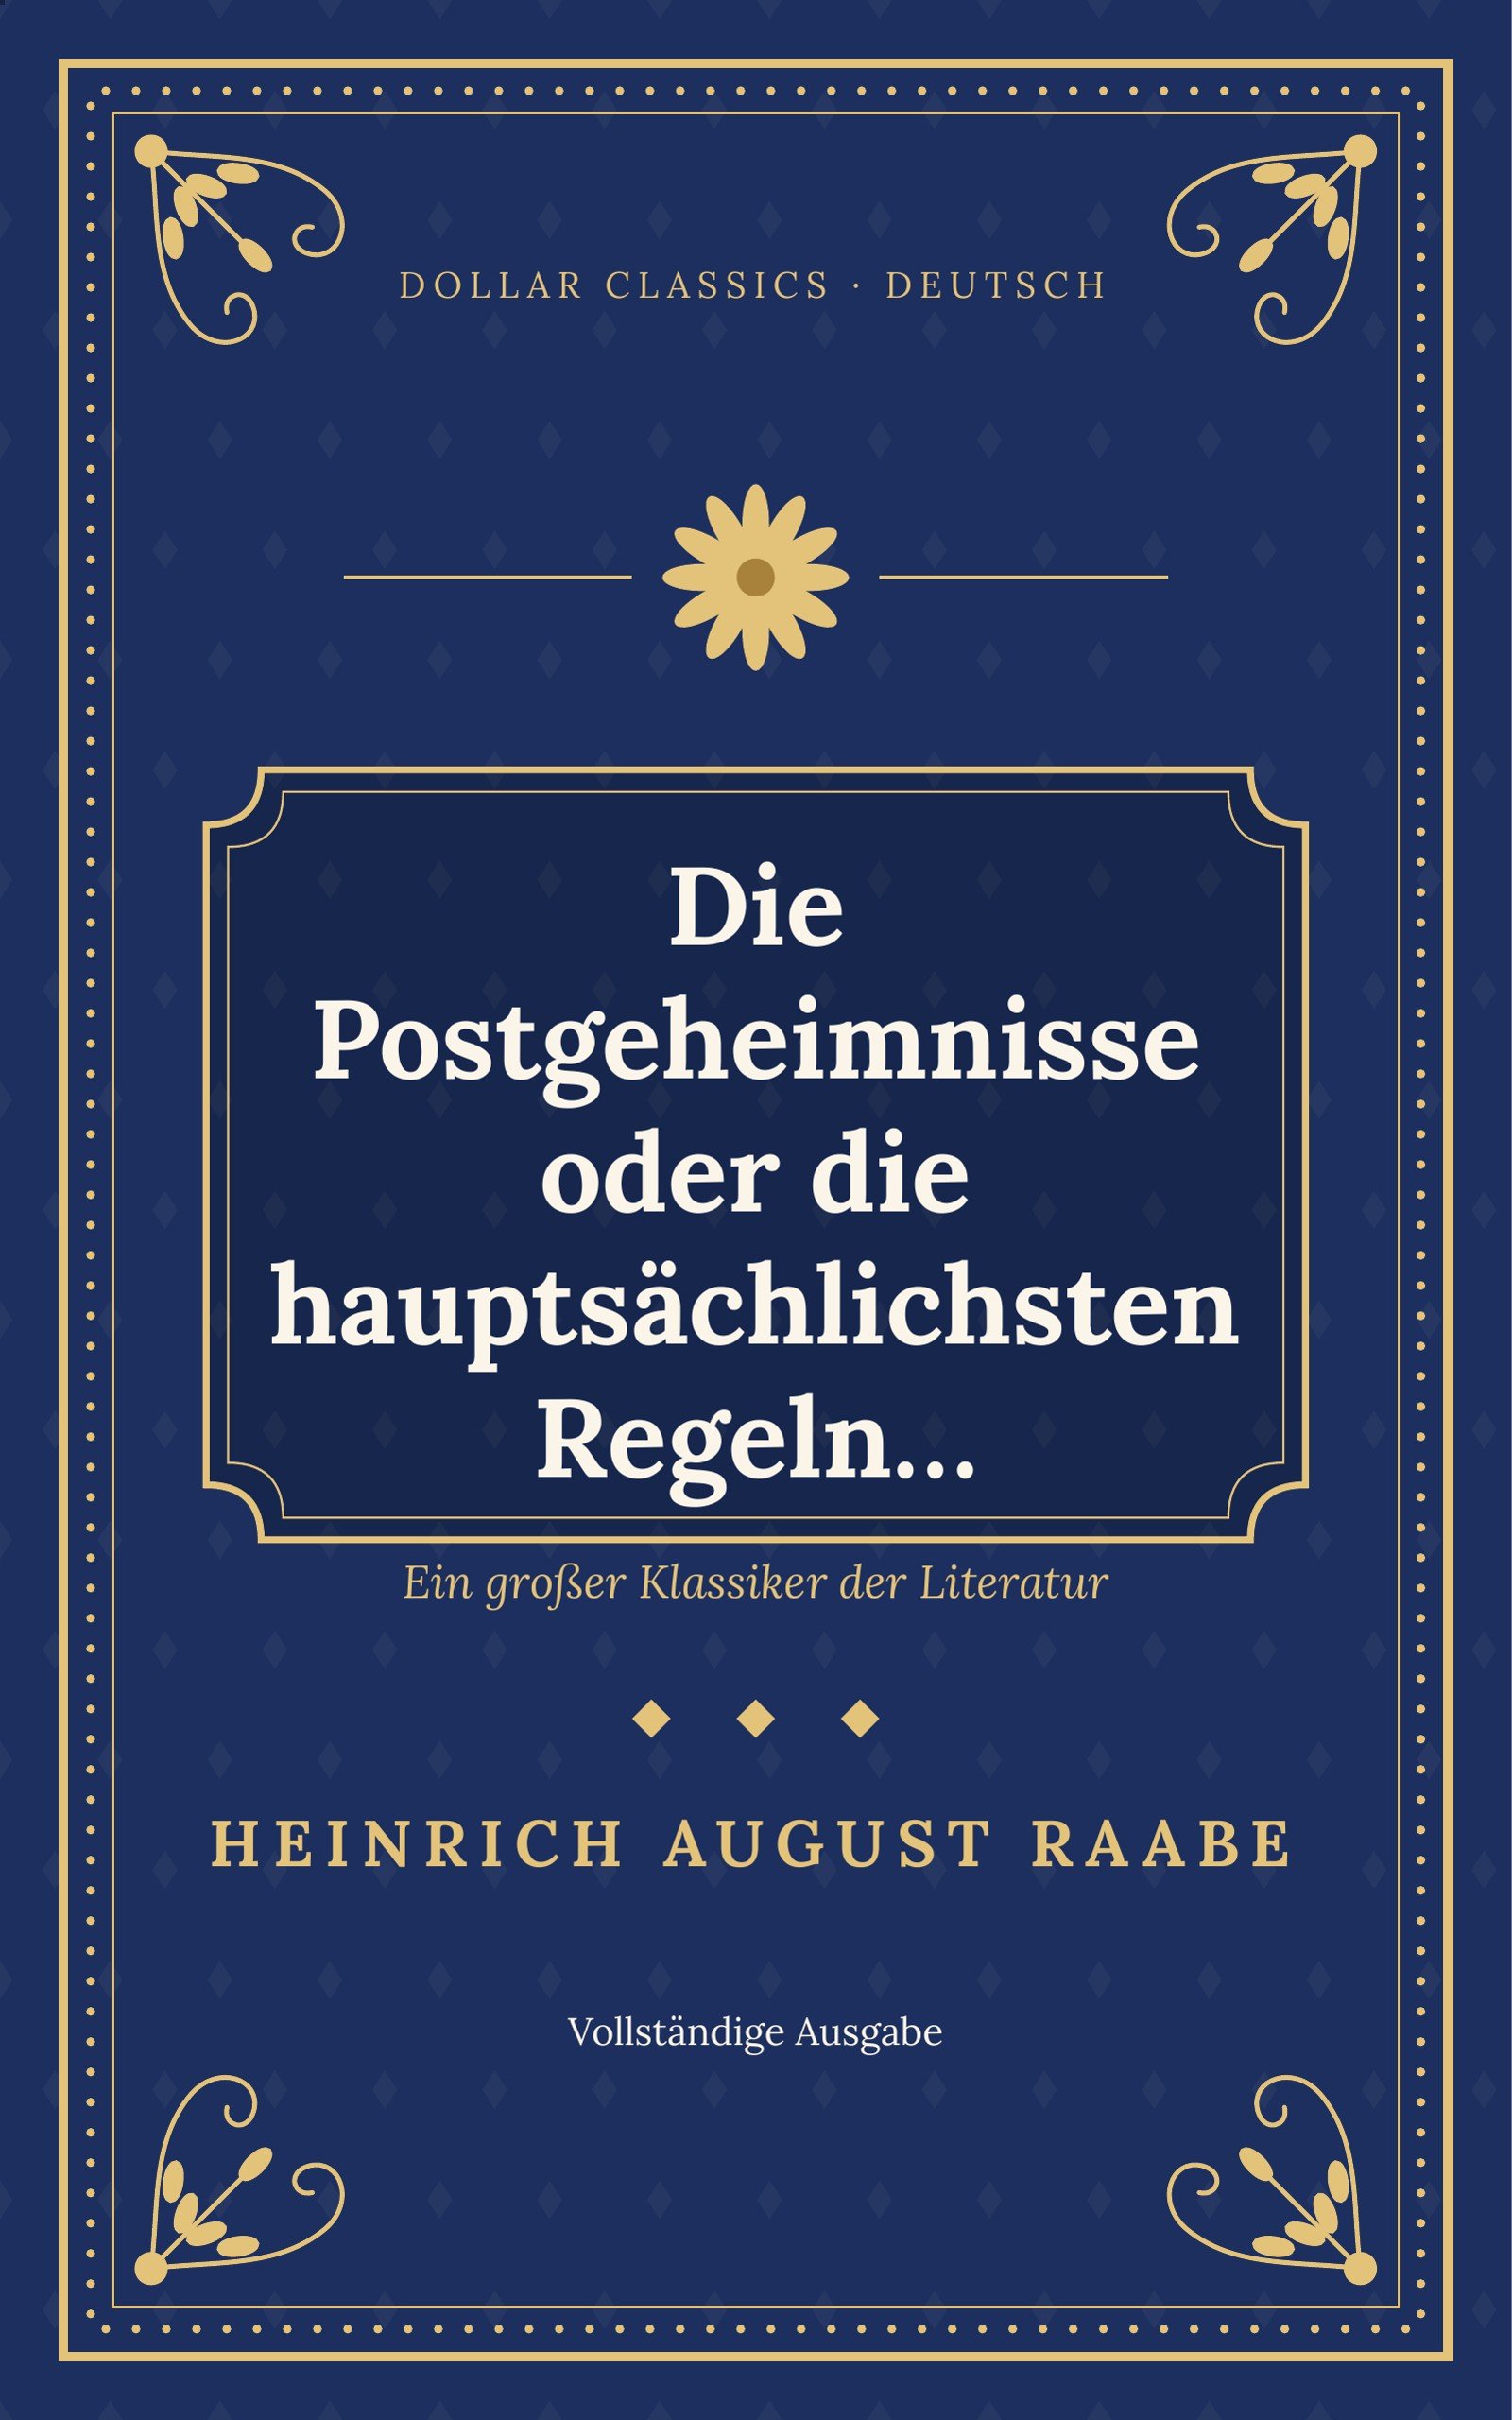 DOLLAR CLASSICS · DEUTSCH
Die
Postgeheimnisse
oder die
hauptsächlichsten
Regeln...
Ein großer Klassiker der Literatur
HEINRICH AUGUST RAABE
Vollständige Ausgabe